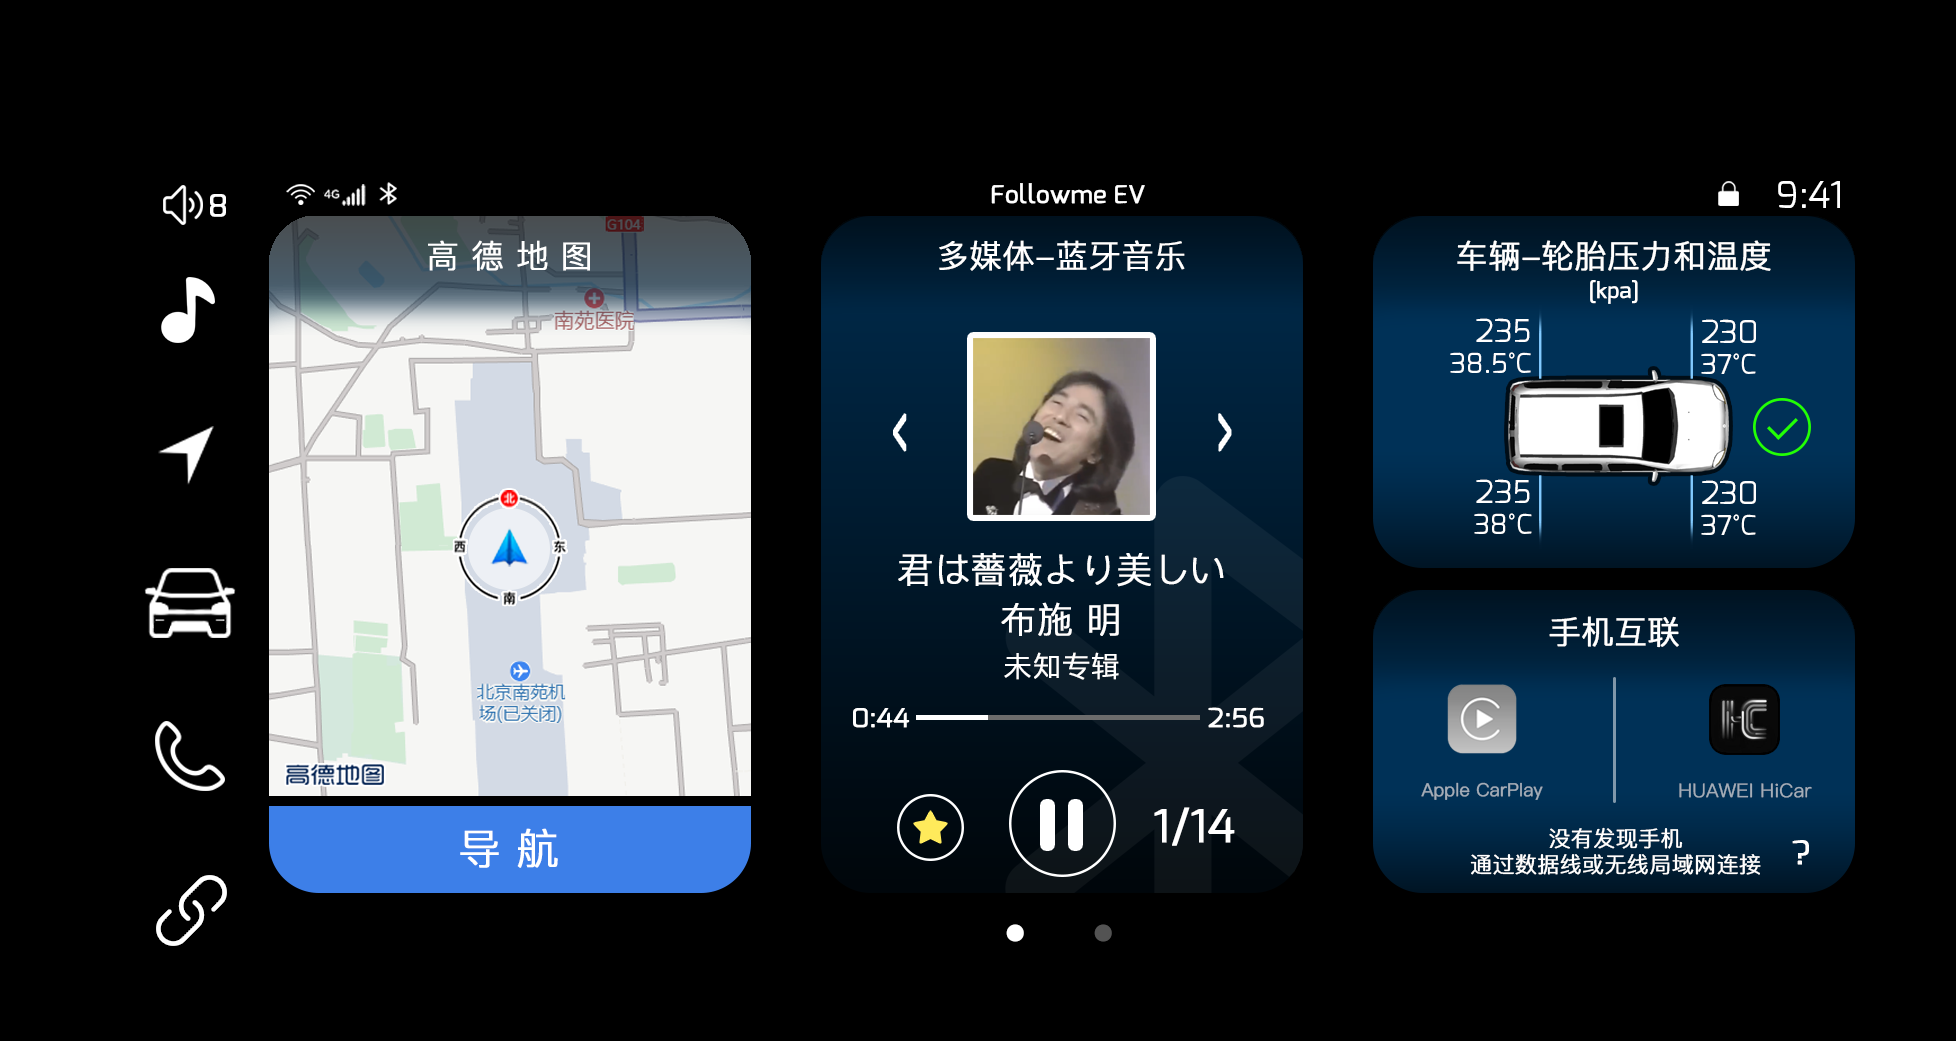 8
4G
Followme EV
9:41
高德地图
G104
南苑医院
北
西
东
南
北京南苑机
场(已关闭)
高德地图
导航
多媒体–蓝牙音乐
君は薔薇より美しい
布施 明
未知专辑
0:44
2:56
1/14
车辆–轮胎压力和温度
[kpa]
235
38.5°C
230
37°C
235
38°C
230
37°C
手机互联
HC
Apple CarPlay
HUAWEI HiCar
没有发现手机
通过数据线或无线局域网连接
?